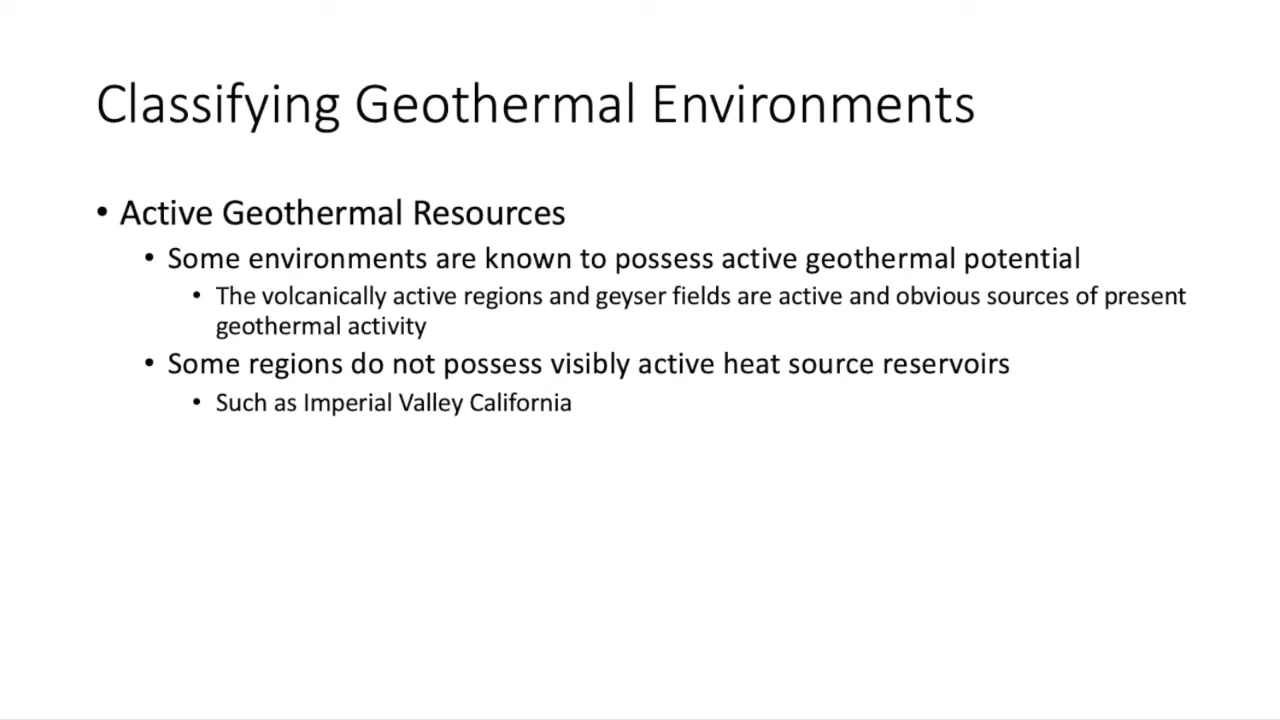 Classifying Geothermal Environments
• Active Geothermal Resources
• Some environments are known to possess active geothermal potential
• The volcanically active regions and geyser fields are active and obvious sources of present
geothermal activity
• Some regions do not possess visibly active heat source reservoirs
• Such as Imperial Valley California